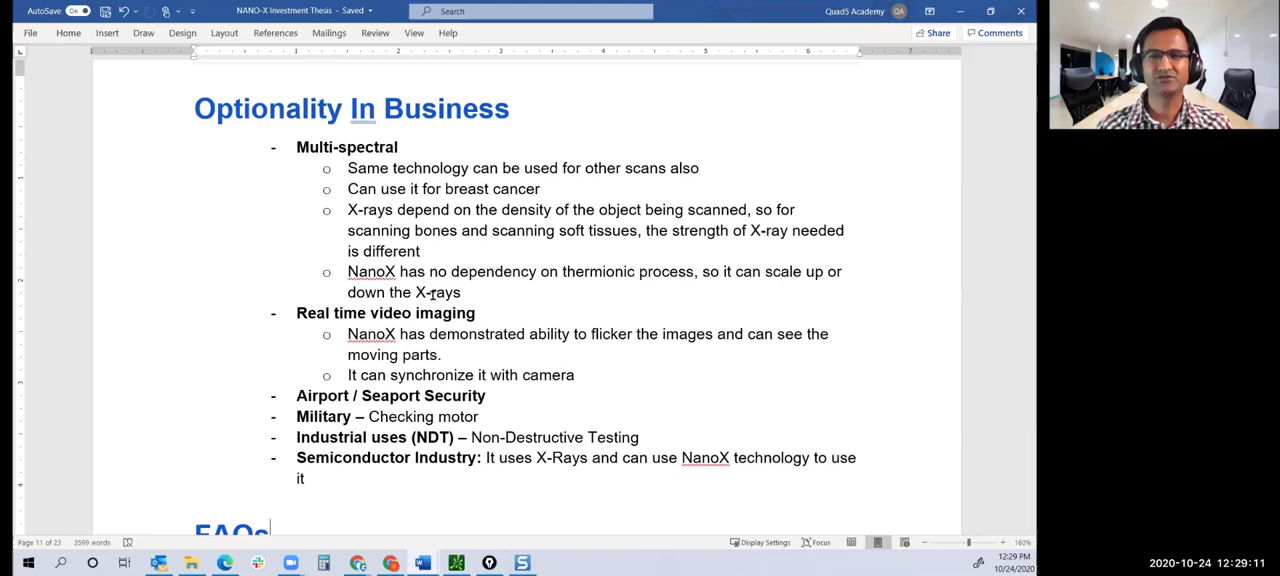 AutoSave On NANO-X Investment Thesis - Saved Search Quad5 Academy QA
File Home Insert Draw Design Layout References Mailings Review View Help Share Comments
Optionality In Business
- Multi-spectral
o Same technology can be used for other scans also
o Can use it for breast cancer
o X-rays depend on the density of the object being scanned, so for
scanning bones and scanning soft tissues, the strength of X-ray needed
is different
o NanoX has no dependency on thermionic process, so it can scale up or
down the X-rays
- Real time video imaging
o NanoX has demonstrated ability to flicker the images and can see the
moving parts.
o It can synchronize it with camera
- Airport / Seaport Security
- Military – Checking motor
- Industrial uses (NDT) – Non-Destructive Testing
- Semiconductor Industry: It uses X-Rays and can use NanoX technology to use
it
FAQs
Page 11 of 23 3599 words Display Settings Focus 160%
12:29 PM
10/24/2020
2020-10-24 12:29:11